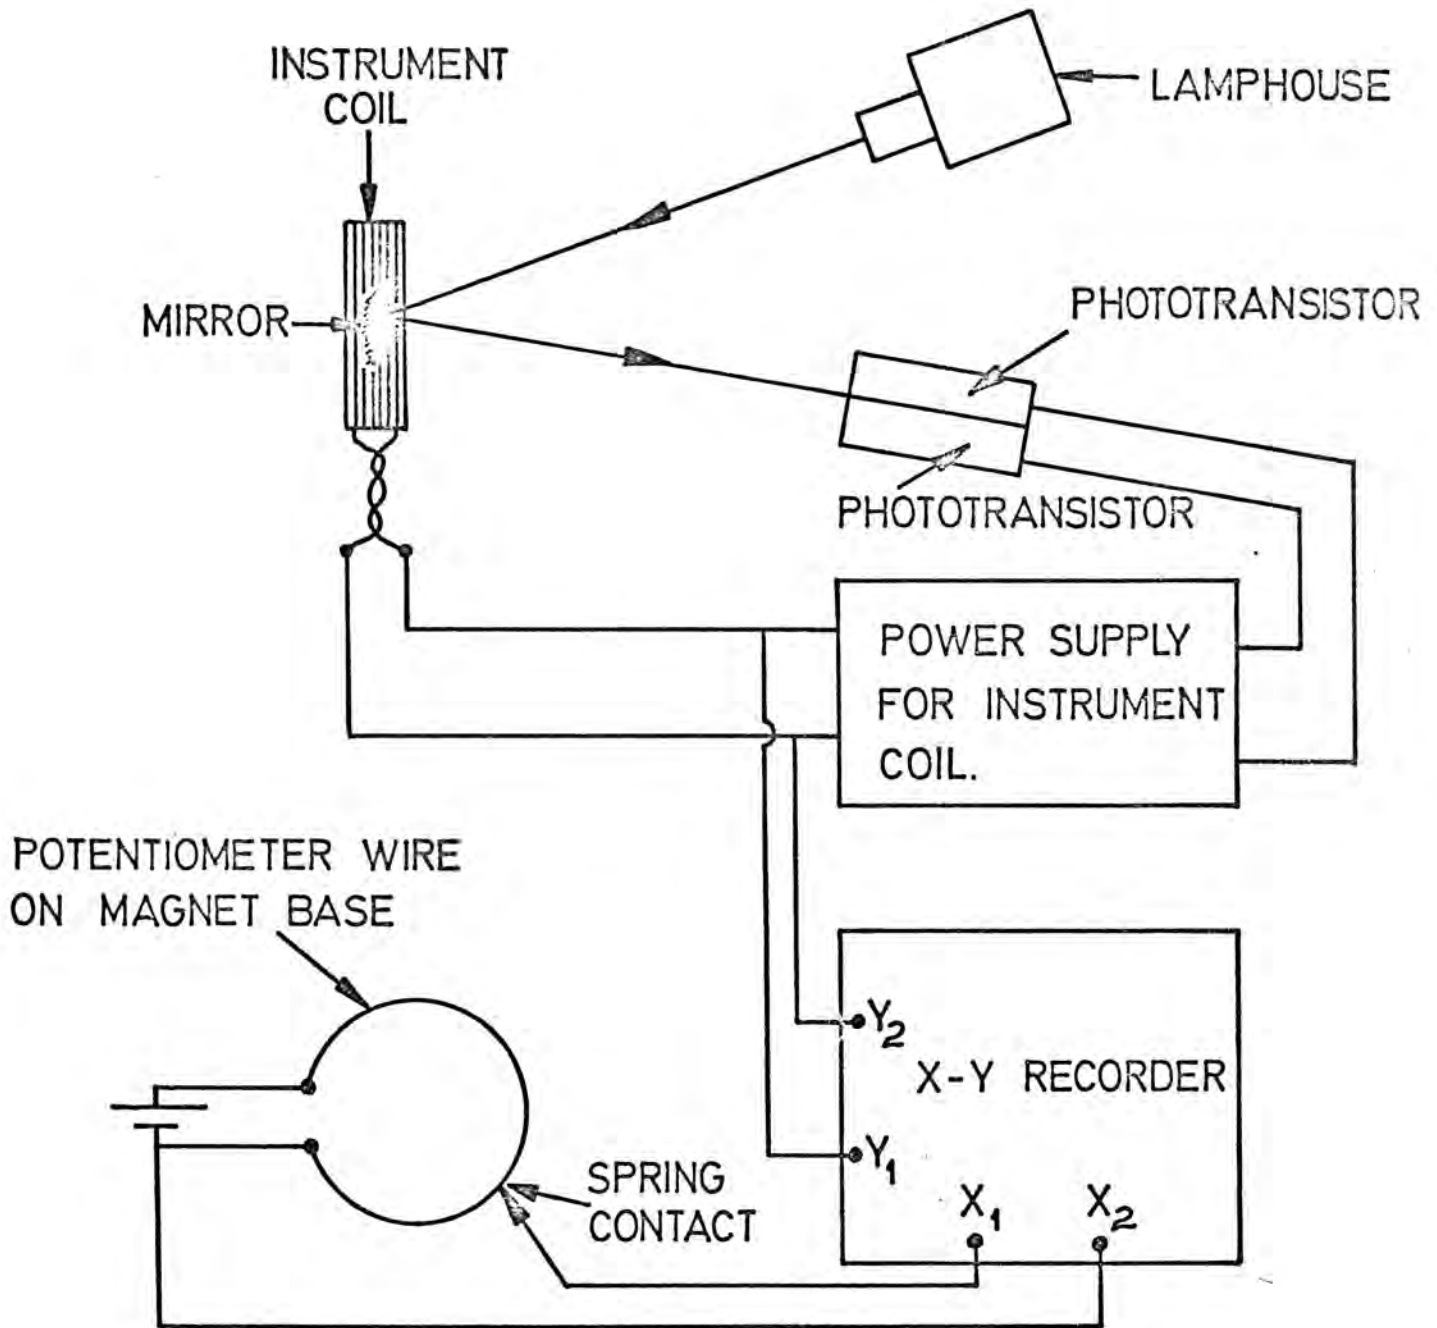 INSTRUMENT
COIL
LAMPHOUSE
MIRROR
PHOTOTRANSISTOR
PHOTOTRANSISTOR
POWER SUPPLY
FOR INSTRUMENT
COIL.
POTENTIOMETER WIRE
ON MAGNET BASE
Y₂
X-Y RECORDER
Y₁
SPRING
CONTACT
X₁ X₂